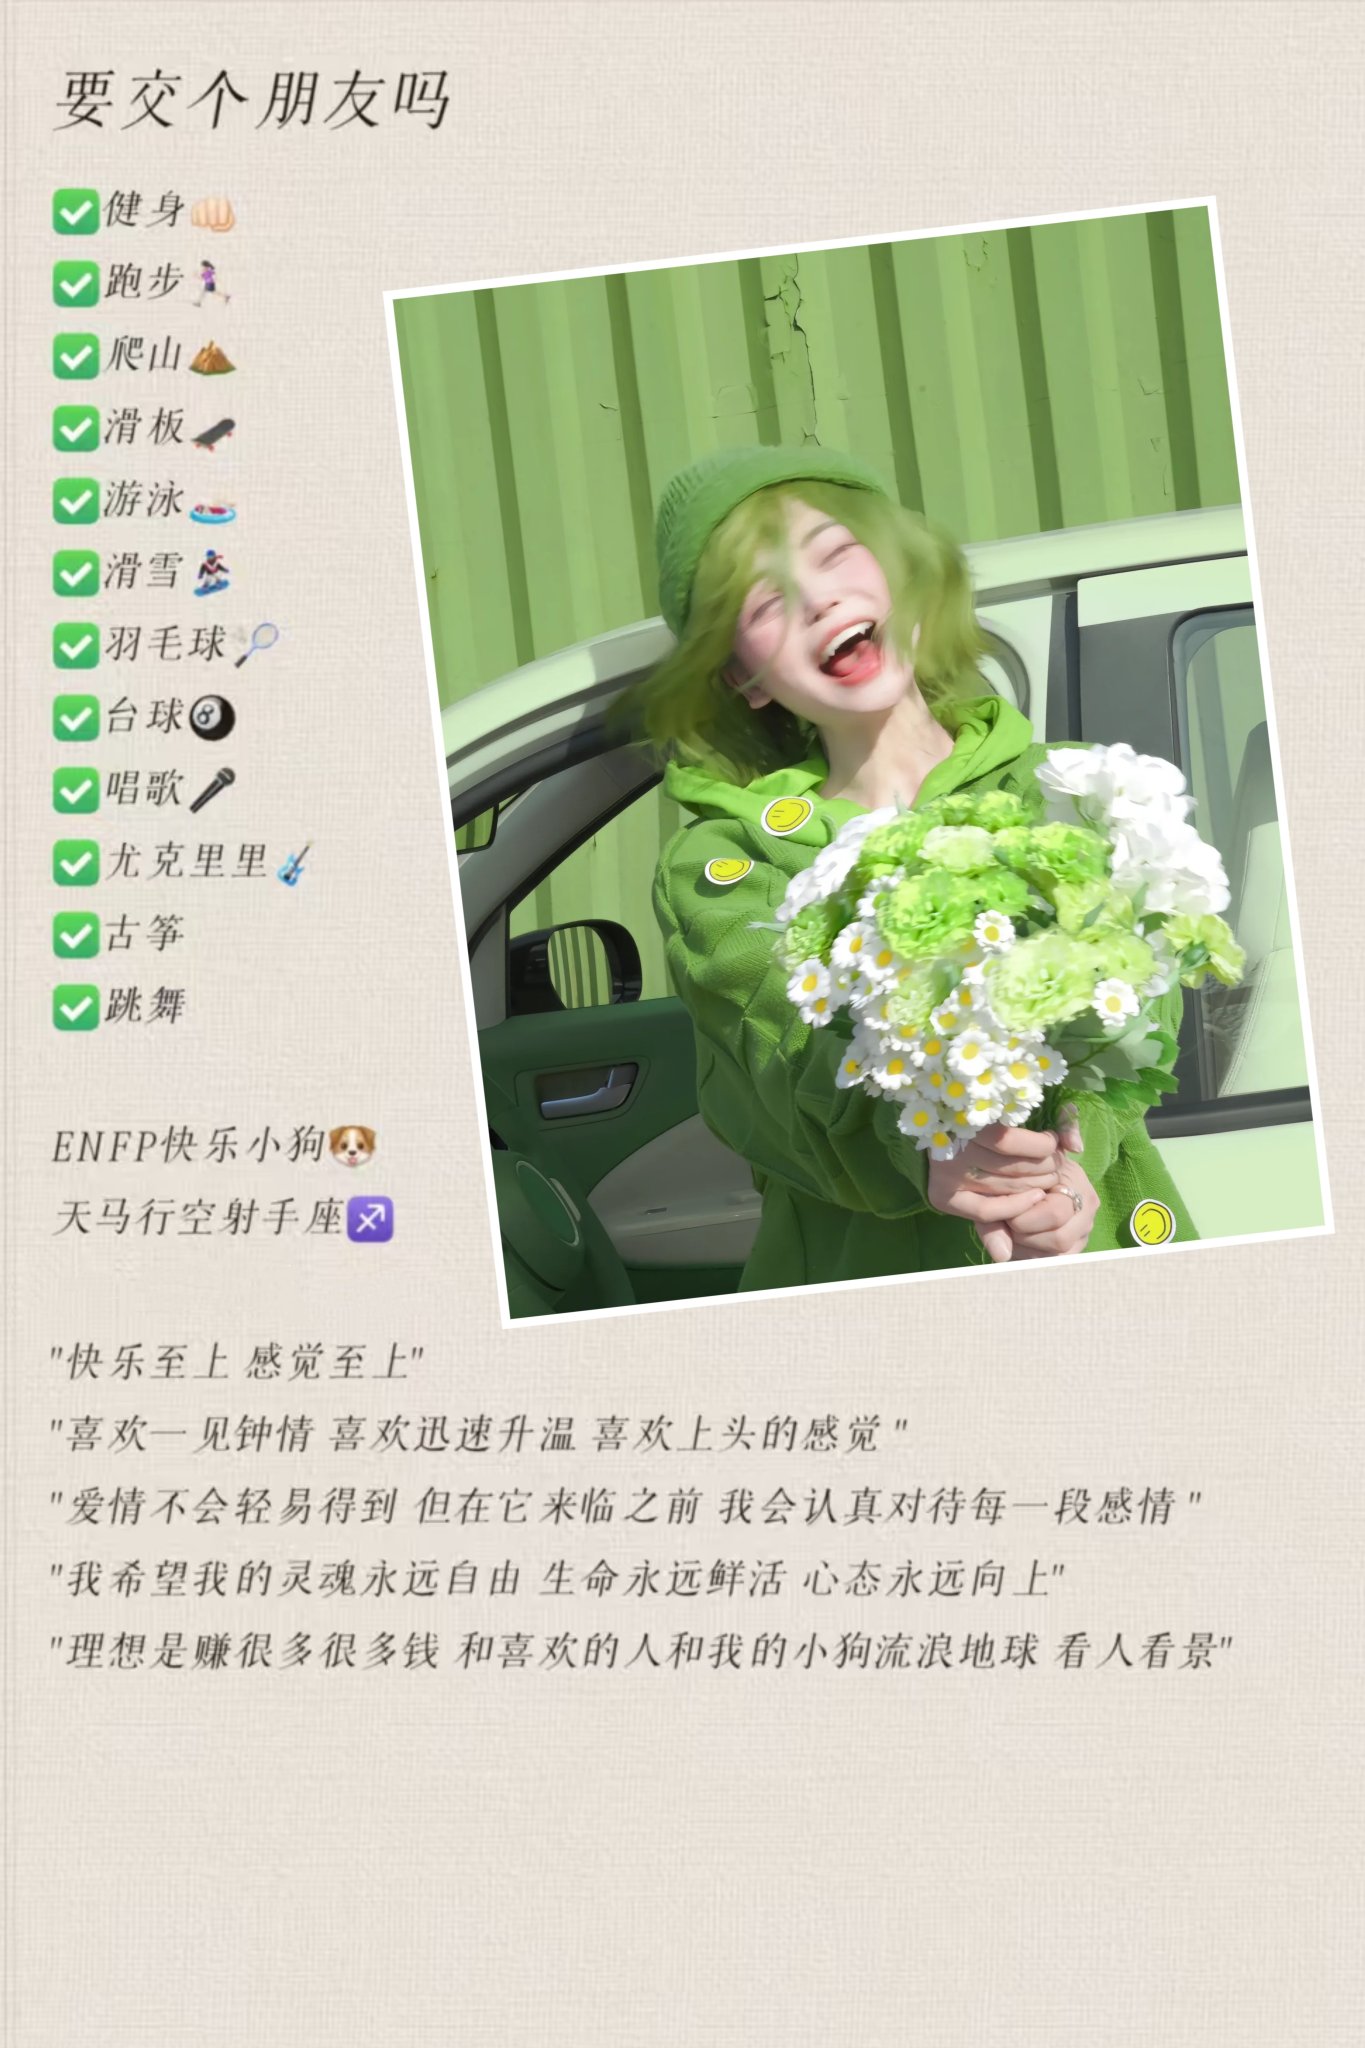 要交个朋友吗
✅健身👊🏻
✅跑步🏃🏻‍♀️
✅爬山⛰️
✅滑板🛹
✅游泳🏊🏻
✅滑雪🏂
✅羽毛球🏸
✅台球🎱
✅唱歌🎤
✅尤克里里🎸
✅古筝
✅跳舞
ENFP快乐小狗🐶
天马行空射手座♐
"快乐至上 感觉至上"
"喜欢一见钟情 喜欢迅速升温 喜欢上头的感觉 "
"爱情不会轻易得到 但在它来临之前 我会认真对待每一段感情 "
"我希望我的灵魂永远自由 生命永远鲜活 心态永远向上"
"理想是赚很多很多钱 和喜欢的人和我的小狗流浪地球 看人看景"